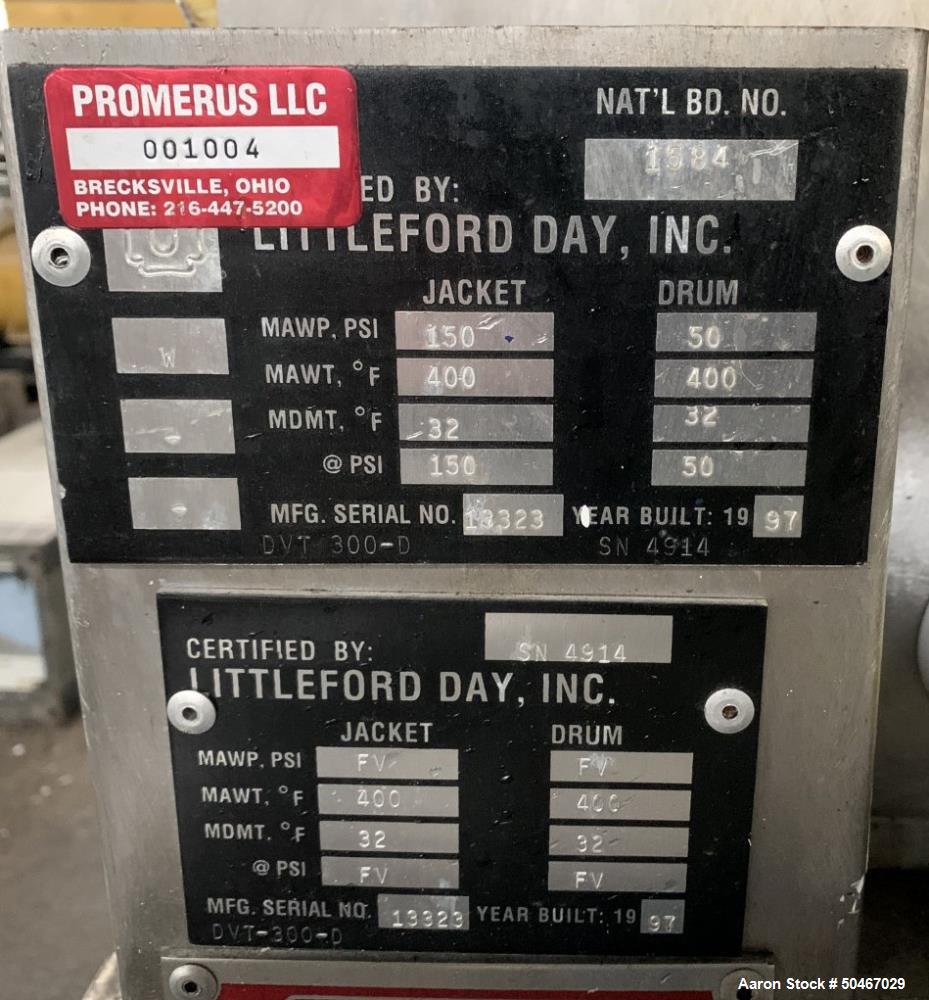 PROMERUS LLC
001004
BRECKSVILLE, OHIO
PHONE: 216-447-5200
NAT'L BD. NO.
1584
ED BY:
LITTLEFORD DAY, INC.
JACKET DRUM
MAWP, PSI 150 50
MAWT, °F 400 400
MDMT, °F 32 32
@ PSI 150 50
W
MFG. SERIAL NO. 13323 YEAR BUILT: 19 97
DVT 300-D SN 4914
CERTIFIED BY: SN 4914
LITTLEFORD DAY, INC.
JACKET DRUM
MAWP, PSI FV FV
MAWT, °F 400 400
MDMT, °F 32 32
@ PSI FV FV
MFG. SERIAL NO. 13323 YEAR BUILT: 19 97
DVT-300-D
Aaron Stock # 50467029